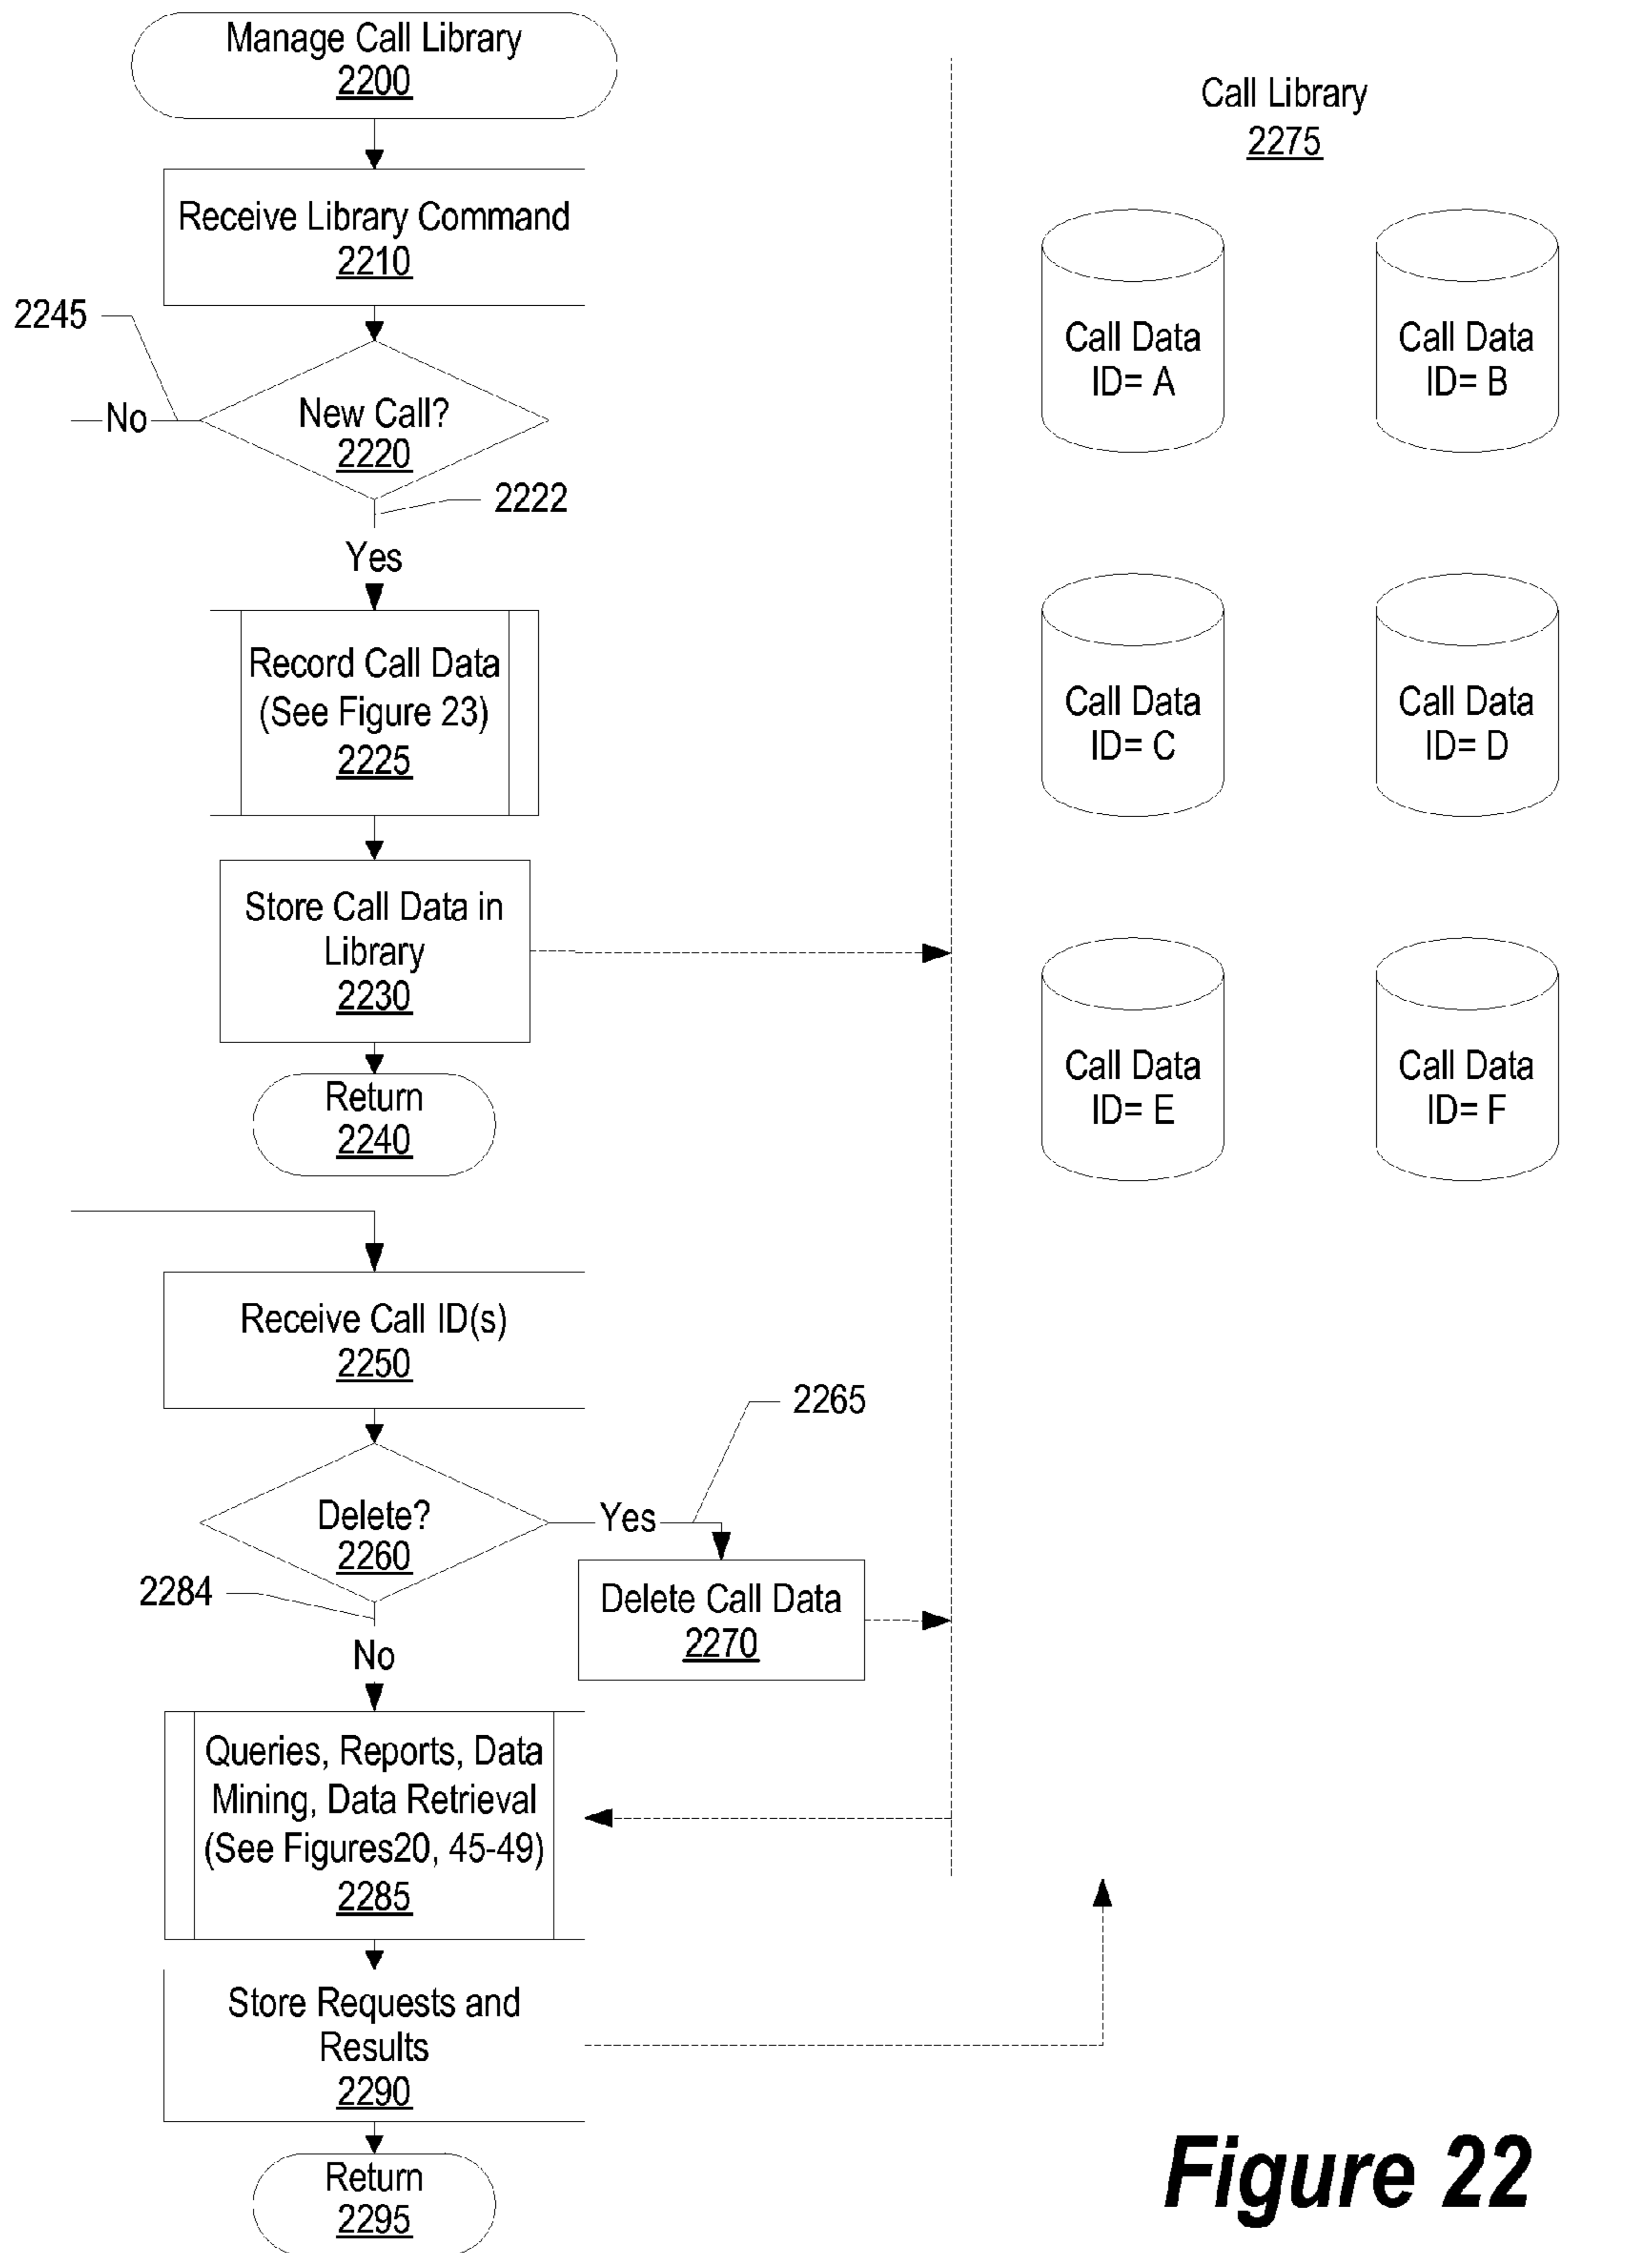 Manage Call Library
2200
Receive Library Command
2210
2245
No
New Call?
2220
2222
Yes
Record Call Data
(See Figure 23)
2225
Store Call Data in
Library
2230
Return
2240
Receive Call ID(s)
2250
2265
Delete?
2260
Yes
2284
Delete Call Data
2270
No
Queries, Reports, Data
Mining, Data Retrieval
(See Figures20, 45-49)
2285
Store Requests and
Results
2290
Return
2295
Call Library
2275
Call Data
ID= A
Call Data
ID= B
Call Data
ID= C
Call Data
ID= D
Call Data
ID= E
Call Data
ID= F
Figure 22